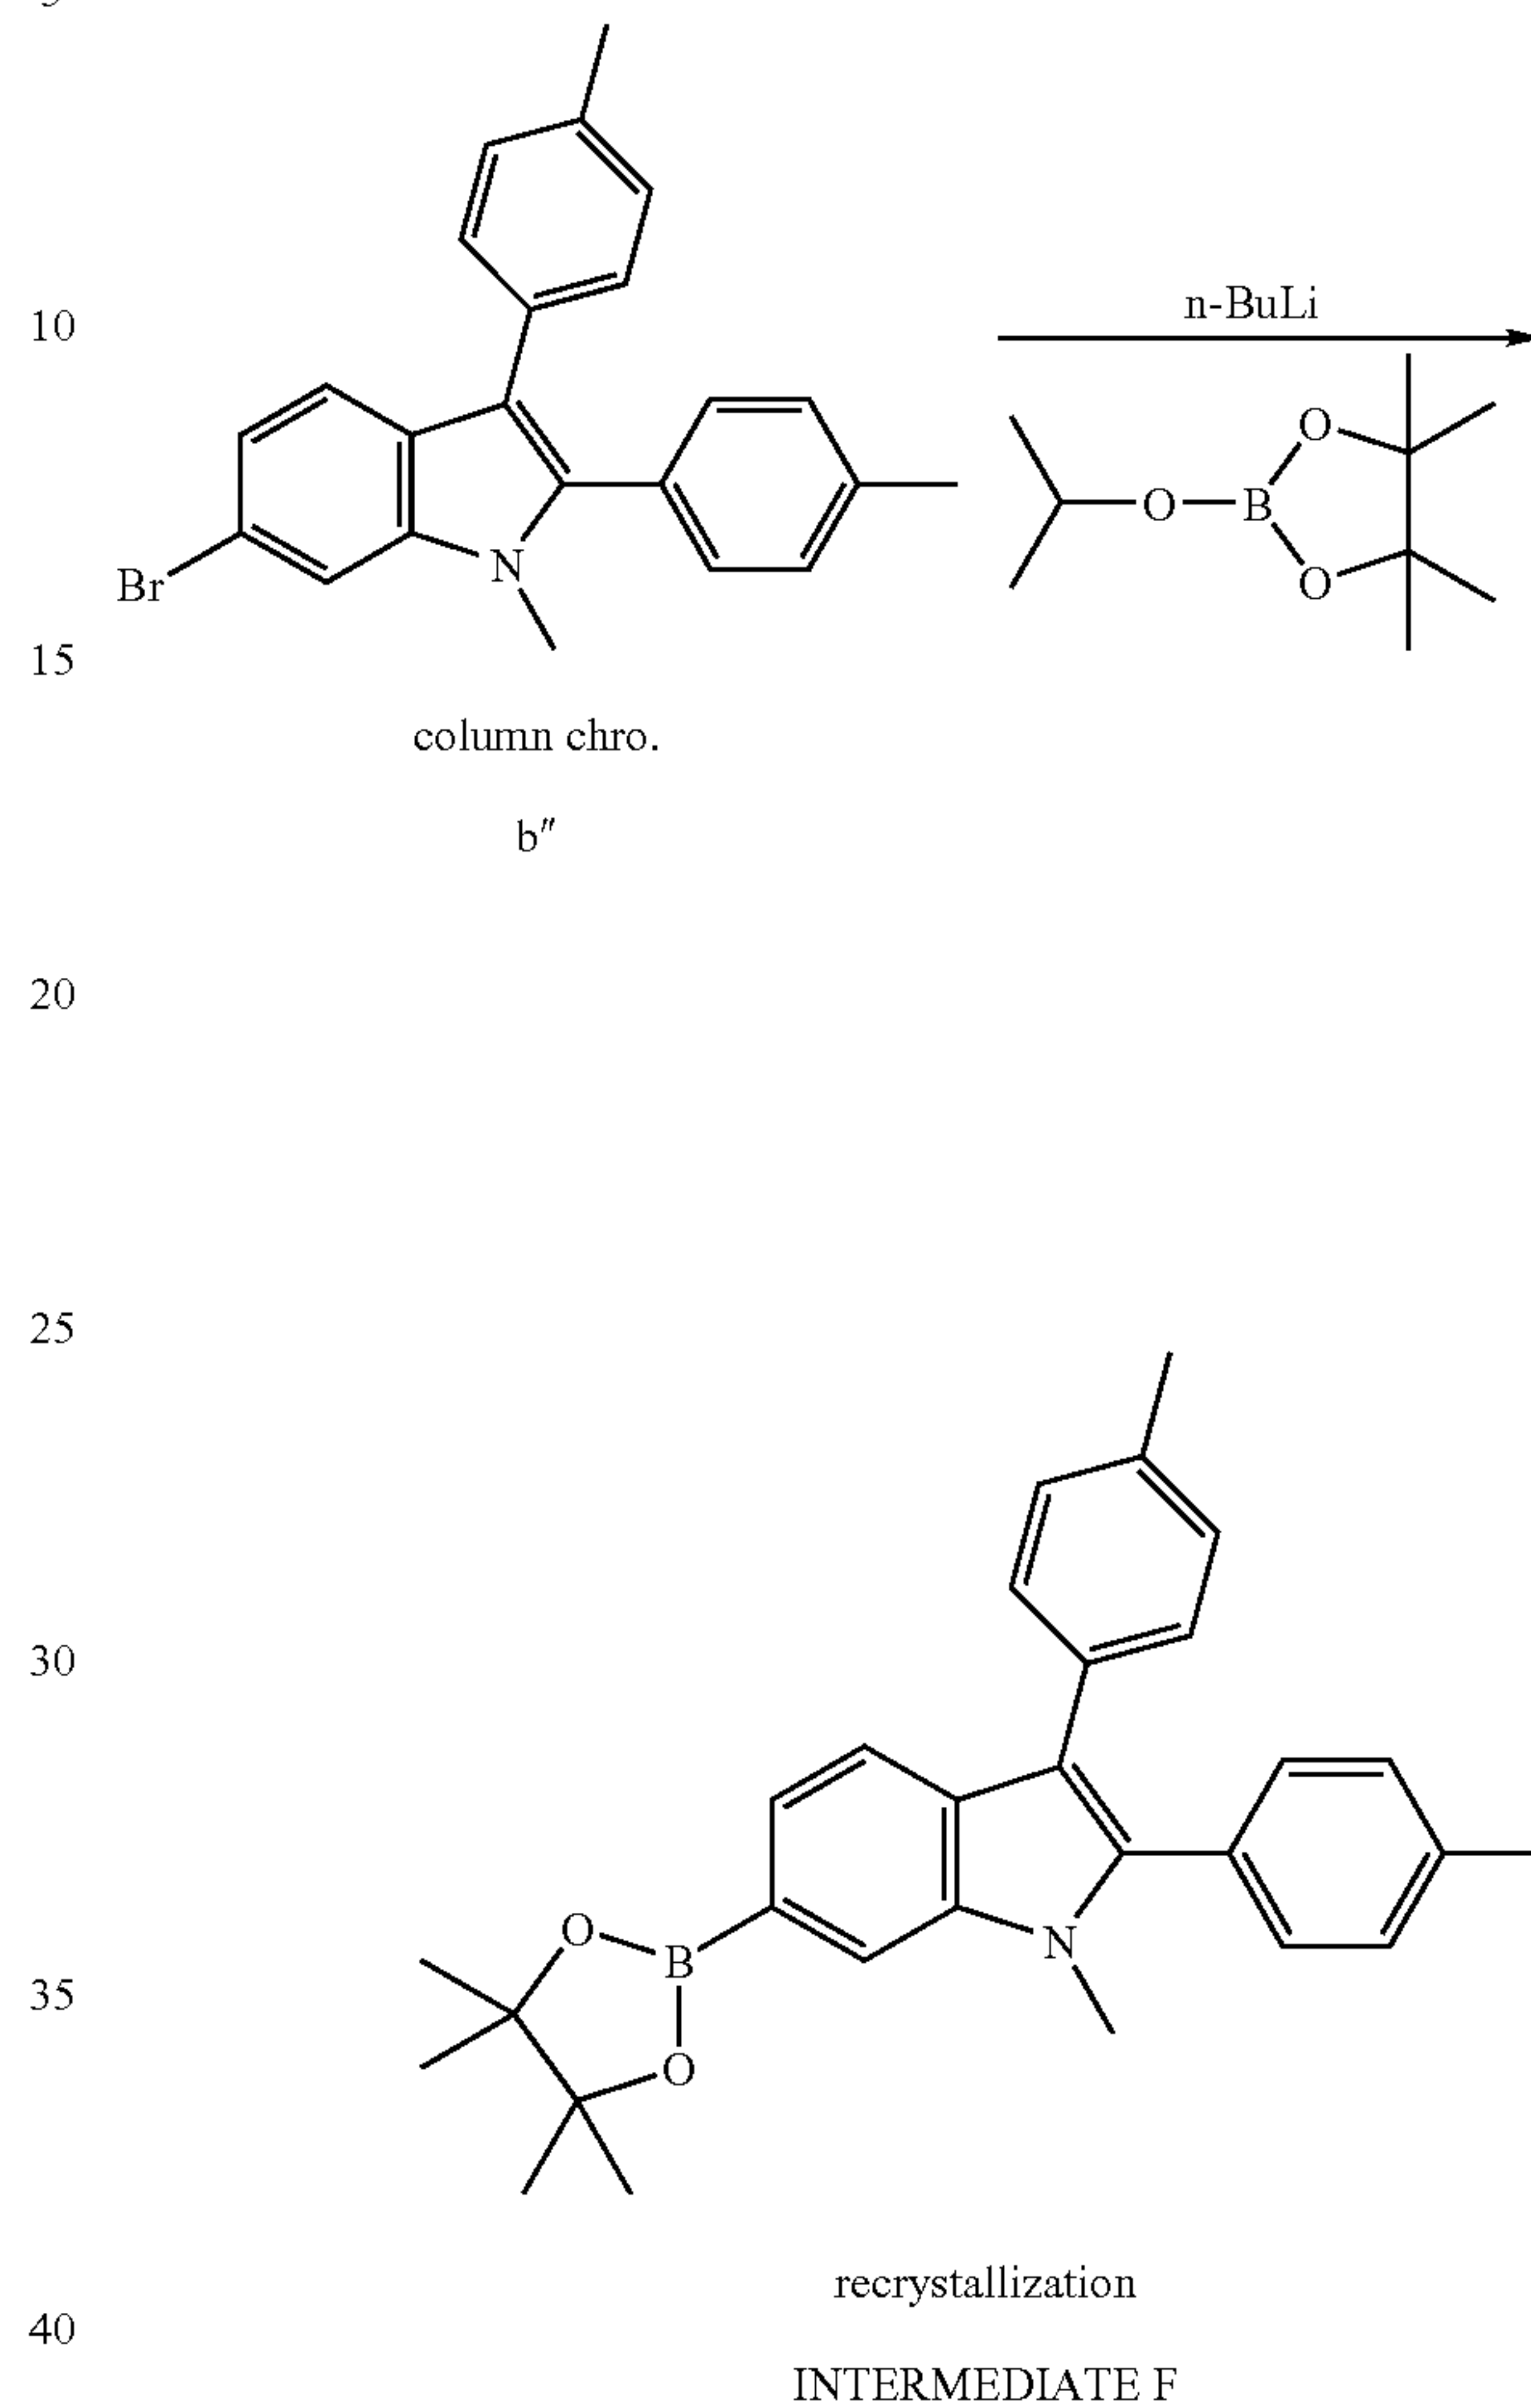 10
n-BuLi
O
O
B
O
Br
N
15
column chro.
b″
20
25
30
O
B
N
35
O
recrystallization
40
INTERMEDIATE F